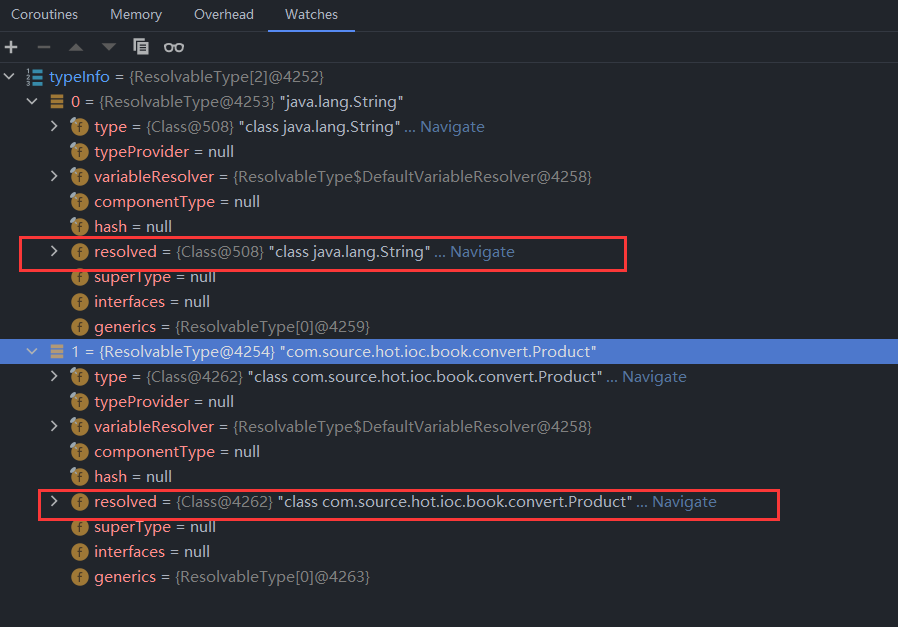 Coroutines Memory Overhead Watches
typeInfo = {ResolvableType[2]@4252}
0 = {ResolvableType@4253} "java.lang.String"
type = {Class@508} "class java.lang.String" ... Navigate
typeProvider = null
variableResolver = {ResolvableType$DefaultVariableResolver@4258}
componentType = null
hash = null
resolved = {Class@508} "class java.lang.String" ... Navigate
superType = null
interfaces = null
generics = {ResolvableType[0]@4259}
1 = {ResolvableType@4254} "com.source.hot.ioc.book.convert.Product"
type = {Class@4262} "class com.source.hot.ioc.book.convert.Product" ... Navigate
typeProvider = null
variableResolver = {ResolvableType$DefaultVariableResolver@4258}
componentType = null
hash = null
resolved = {Class@4262} "class com.source.hot.ioc.book.convert.Product" ... Navigate
superType = null
interfaces = null
generics = {ResolvableType[0]@4263}